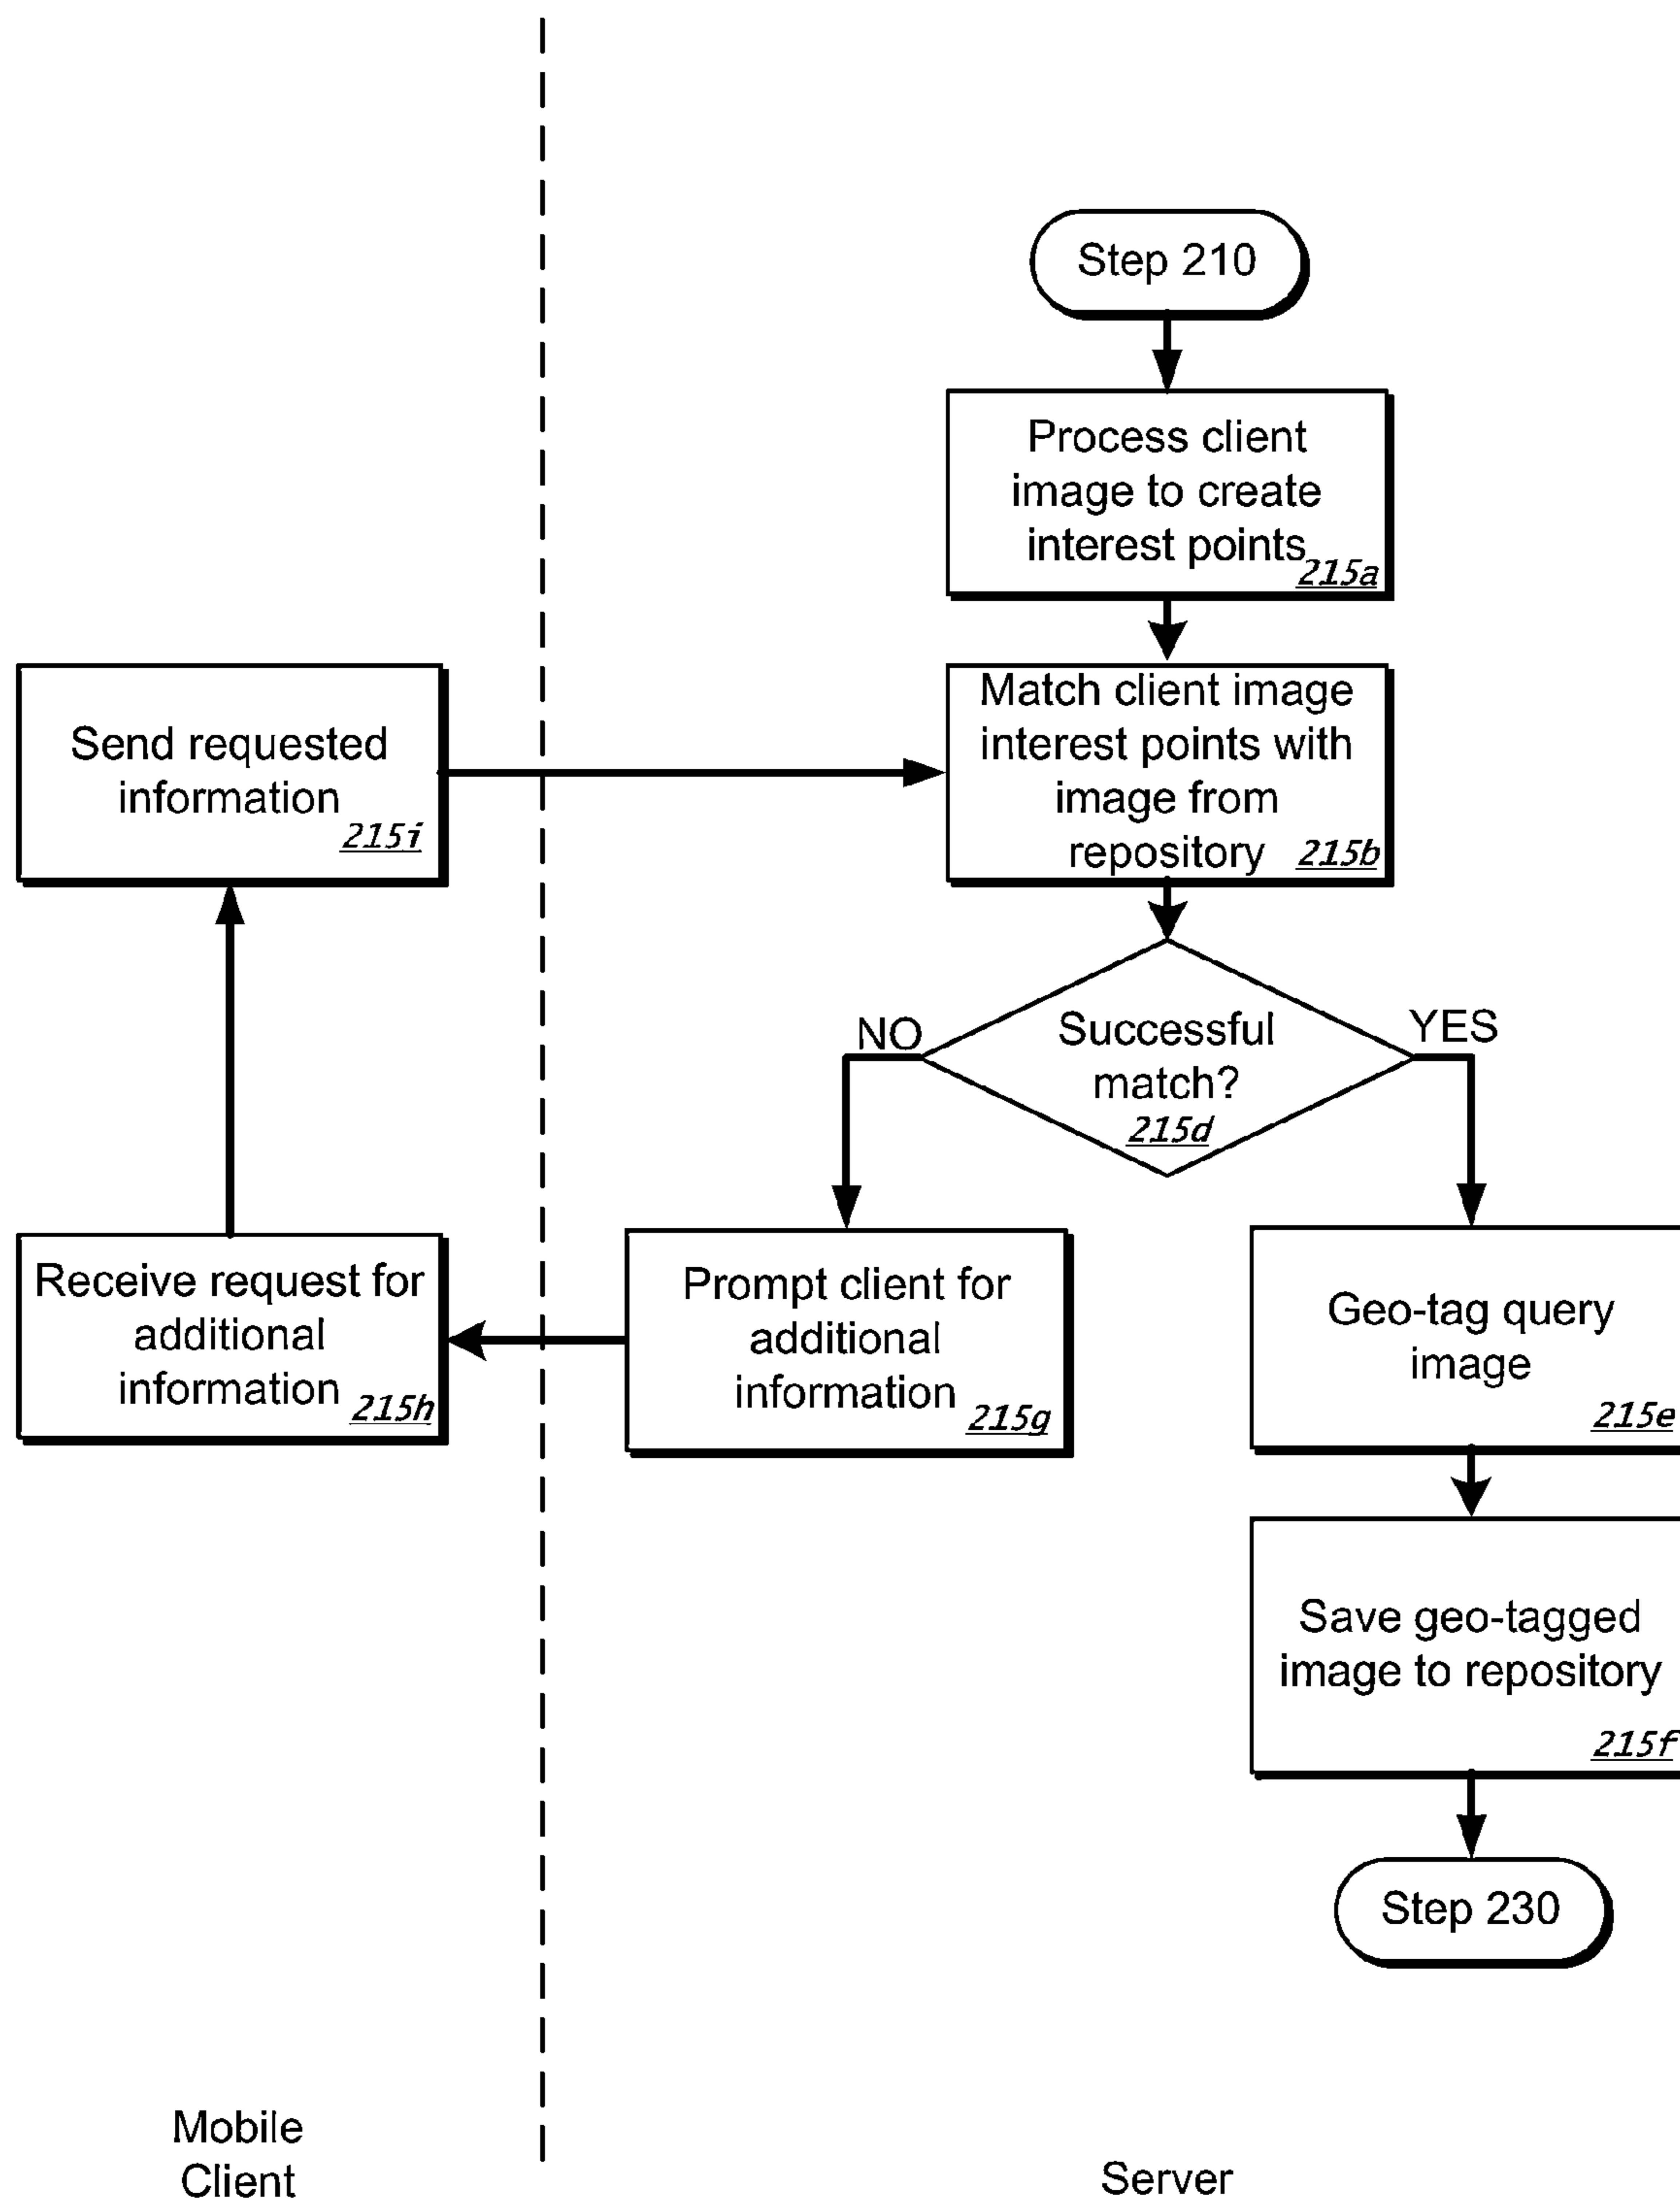 Step 210
Process client
image to create
interest points
215a
Send requested
information
215i
Match client image
interest points with
image from
repository 215b
NO
Successful
match?
215d
YES
Receive request for
additional
information
215h
Prompt client for
additional
information
215g
Geo-tag query
image
215e
Save geo-tagged
image to repository
215f
Step 230
Mobile
Client
Server